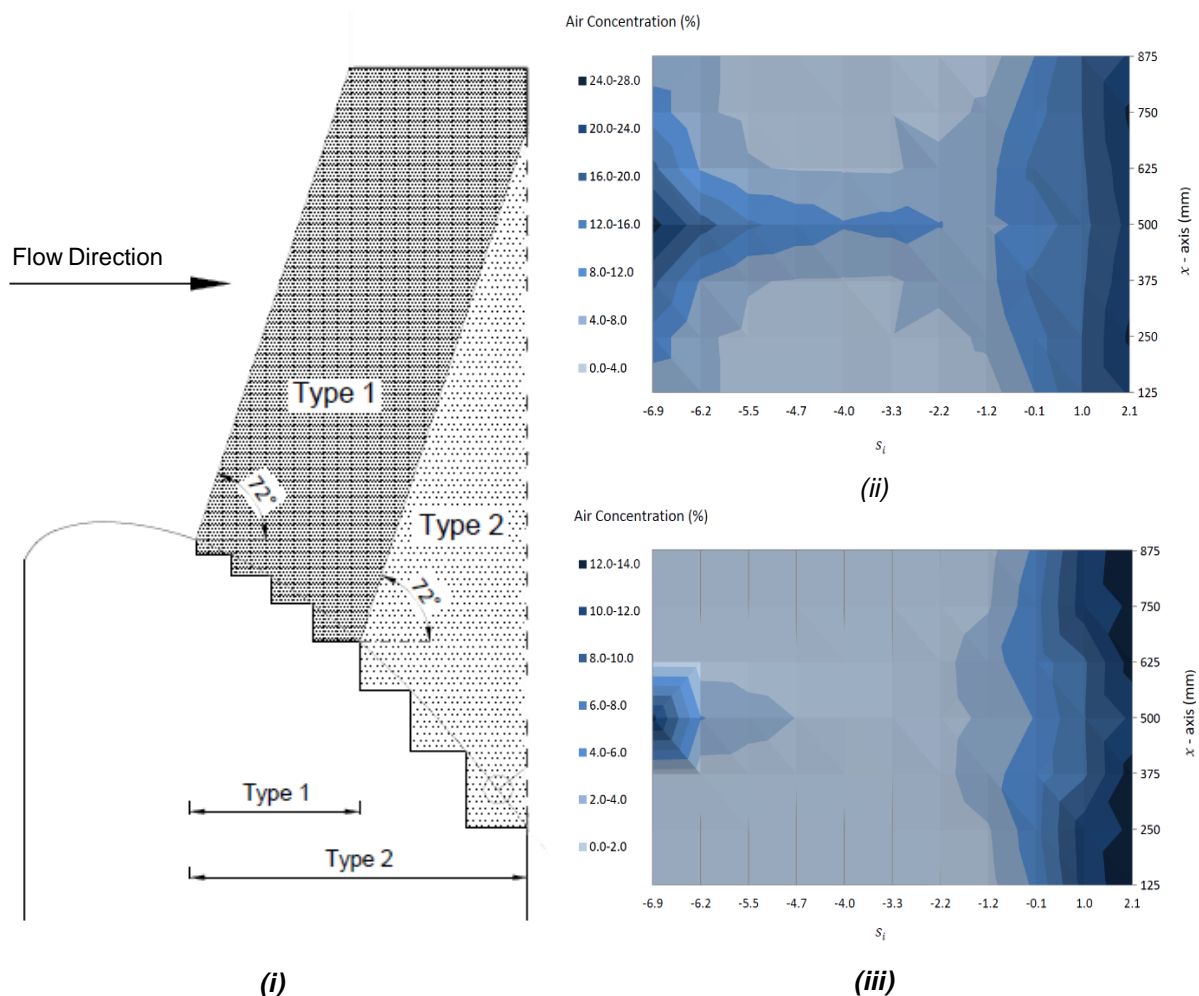 Flow Direction
Type 1
72°
Type 2
72°
Type 1
Type 2
(i)
Air Concentration (%)
24.0-28.0
20.0-24.0
16.0-20.0
12.0-16.0
8.0-12.0
4.0-8.0
0.0-4.0
875
750
625
500
375
250
125
x - axis (mm)
-6.9 -6.2 -5.5 -4.7 -4.0 -3.3 -2.2 -1.2 -0.1 1.0 2.1
s_i
(ii)
Air Concentration (%)
12.0-14.0
10.0-12.0
8.0-10.0
6.0-8.0
4.0-6.0
2.0-4.0
0.0-2.0
875
750
625
500
375
250
125
x - axis (mm)
-6.9 -6.2 -5.5 -4.7 -4.0 -3.3 -2.2 -1.2 -0.1 1.0 2.1
s_i
(iii)